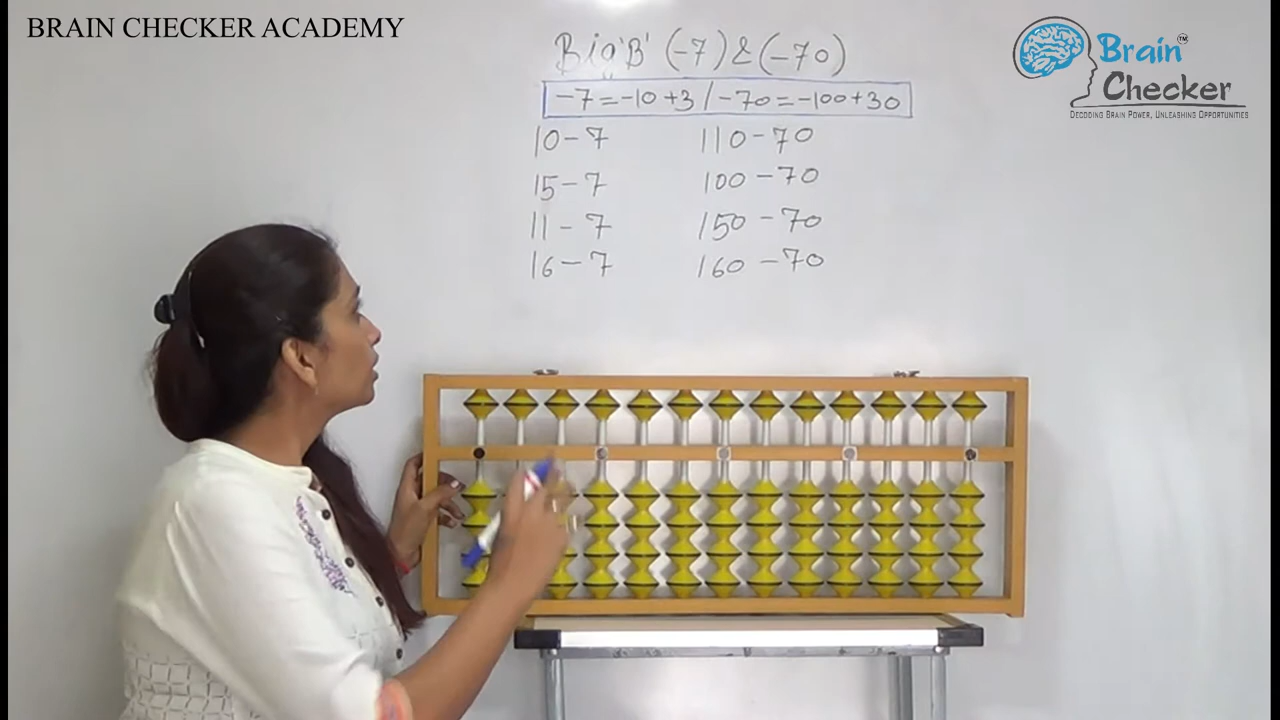 BRAIN CHECKER ACADEMY
Big 'B' (-7) & (-70)
-7 = -10 + 3 / -70 = -100 + 30
10 - 7 110 - 70
15 - 7 100 - 70
11 - 7 150 - 70
16 - 7 160 - 70
Brain TM
Checker
DECODING BRAIN POWER, UNLEASHING OPPORTUNITIES